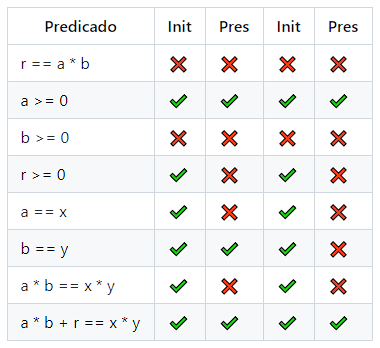 Predicado Init Pres Init Pres
r == a * b ❌ ❌ ❌ ❌
a >= 0 ✔ ✔ ✔ ✔
b >= 0 ❌ ❌ ❌ ❌
r >= 0 ✔ ❌ ✔ ❌
a == x ✔ ❌ ✔ ❌
b == y ✔ ✔ ✔ ❌
a * b == x * y ✔ ❌ ✔ ❌
a * b + r == x * y ✔ ✔ ✔ ✔